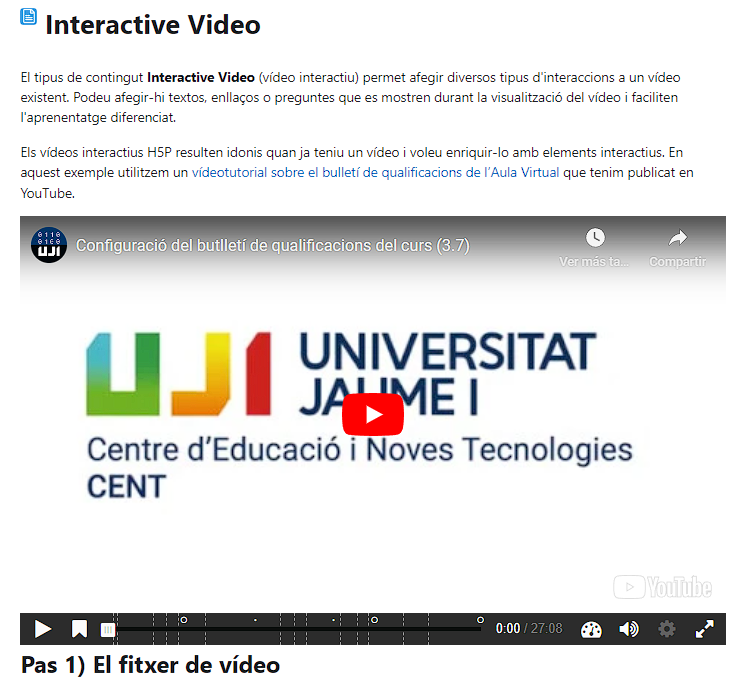 Interactive Video
El tipus de contingut Interactive Video (vídeo interactiu) permet afegir diversos tipus d'interaccions a un vídeo
existent. Podeu afegir-hi textos, enllaços o preguntes que es mostren durant la visualització del vídeo i faciliten
l'aprenentatge diferenciat.
Els vídeos interactius H5P resulten idonis quan ja teniu un vídeo i voleu enriquir-lo amb elements interactius. En
aquest exemple utilitzem un vídeotutorial sobre el bulletí de qualificacions de l'Aula Virtual que tenim publicat en
YouTube.
0110
0160
UJI
Configuració del butlletí de qualificacions del curs (3.7)
Ver más ta...
Compartir
UJI
UNIVERSITAT
JAUME I
Centre d'Educació i Noves Tecnologies
CENT
YouTube
0:00 / 27:08
Pas 1) El fitxer de vídeo